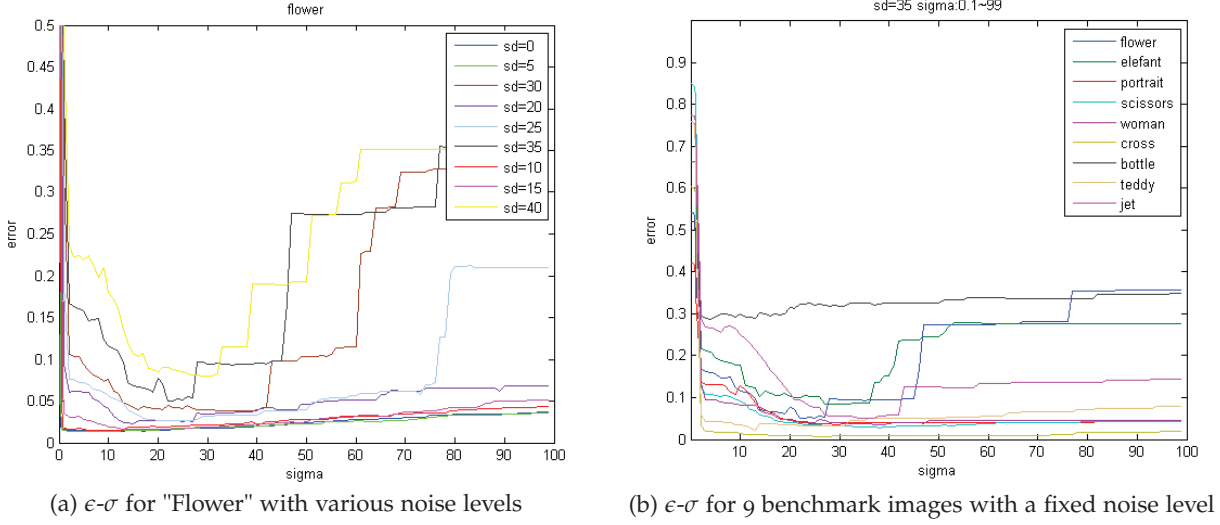 flower
0.5
0.45
0.4
0.35
0.3
0.25
0.2
0.15
0.1
0.05
0
error
0 10 20 30 40 50 60 70 80 90 100
sigma
sd=0
sd=5
sd=30
sd=20
sd=25
sd=35
sd=10
sd=15
sd=40
(a) ϵ-σ for "Flower" with various noise levels
sd=35 sigma:0.1~99
0.9
0.8
0.7
0.6
0.5
0.4
0.3
0.2
0.1
0
error
10 20 30 40 50 60 70 80 90 100
sigma
flower
elefant
portrait
scissors
woman
cross
bottle
teddy
jet
(b) ϵ-σ for 9 benchmark images with a fixed noise level